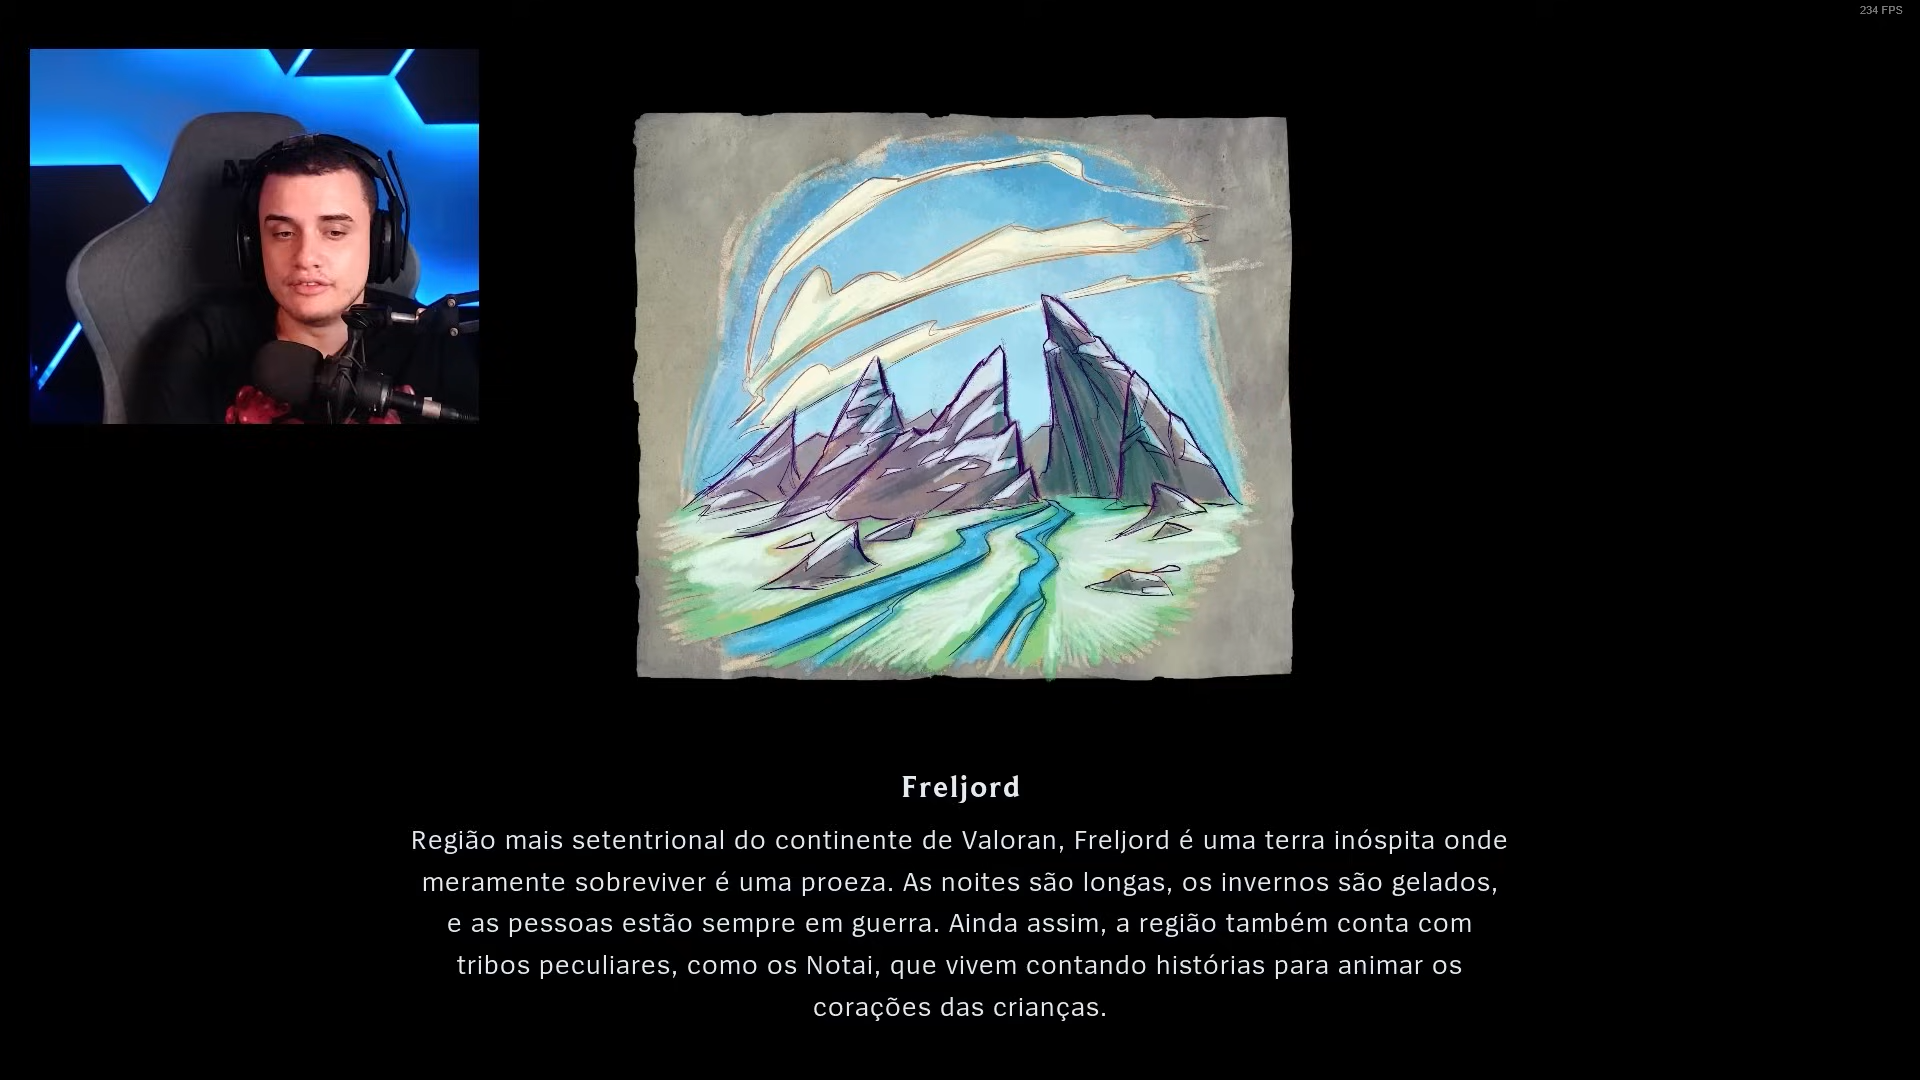 234 FPS
Freljord
Região mais setentrional do continente de Valoran, Freljord é uma terra inóspita onde
meramente sobreviver é uma proeza. As noites são longas, os invernos são gelados,
e as pessoas estão sempre em guerra. Ainda assim, a região também conta com
tribos peculiares, como os Notai, que vivem contando histórias para animar os
corações das crianças.